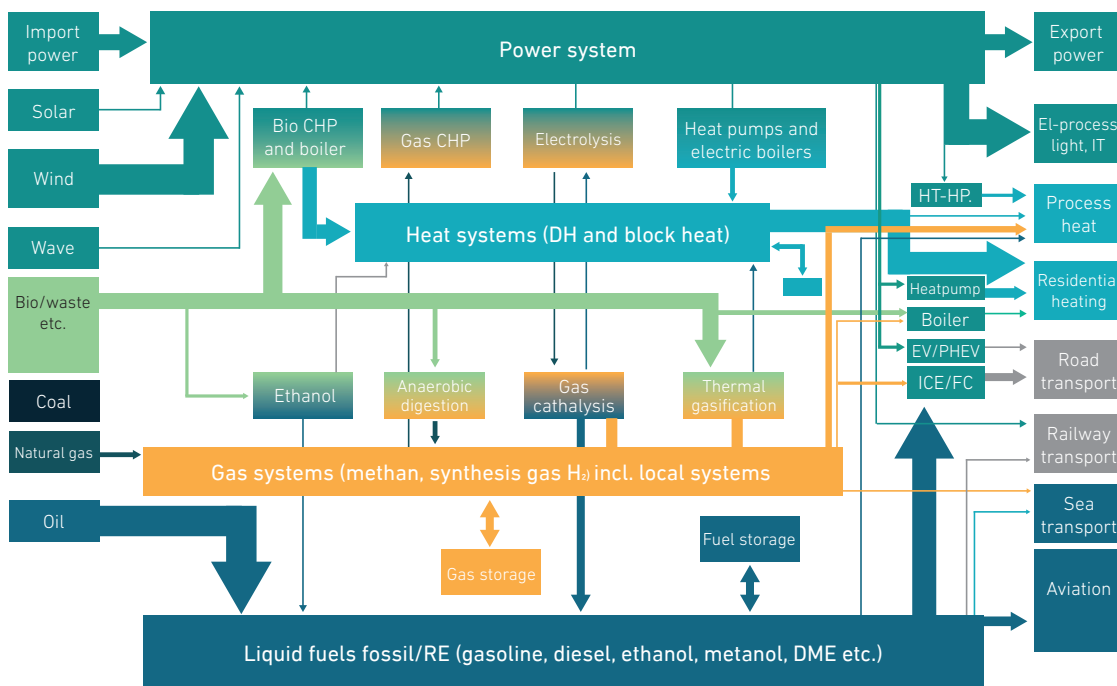 Import
power
Power system
Export
power
Solar
Bio CHP
and boiler
Gas CHP
Electrolysis
Heat pumps and
electric boilers
El-process
light, IT
Wind
HT-HP.
Process
heat
Wave
Heat systems (DH and block heat)
Bio/waste
etc.
Heatpump
Residential
heating
Boiler
EV/PHEV
Road
transport
Coal
Ethanol
Anaerobic
digestion
Gas
cathalysis
Thermal
gasification
ICE/FC
Natural gas
Gas systems (methan, synthesis gas H2) incl. local systems
Railway
transport
Oil
Sea
transport
Gas storage
Fuel storage
Aviation
Liquid fuels fossil/RE (gasoline, diesel, ethanol, metanol, DME etc.)